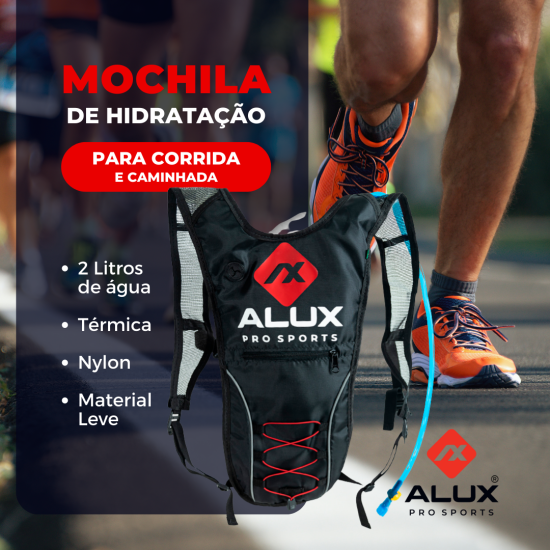 MOCHILA
DE HIDRATAÇÃO
PARA CORRIDA
E CAMINHADA
• 2 Litros
de água
• Térmica
• Nylon
• Material
Leve
ALUX
PRO SPORTS
ALUX®
PRO SPORTS